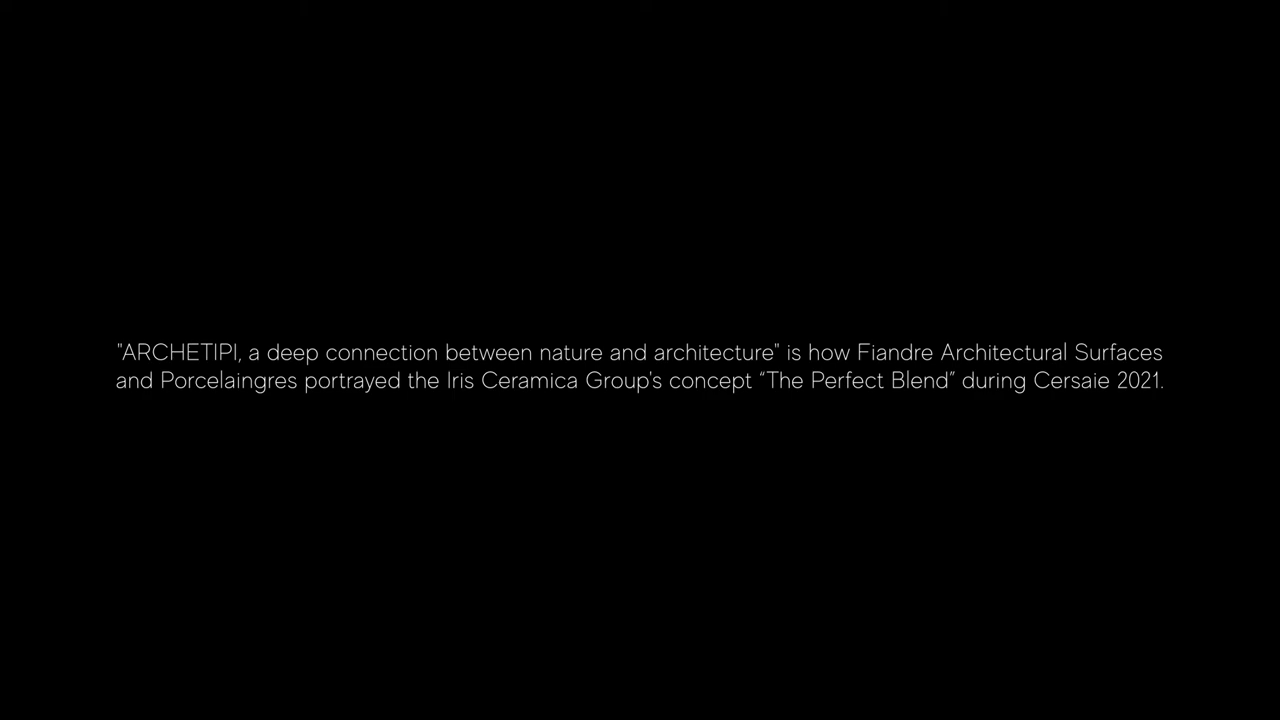 "ARCHETIPI, a deep connection between nature and architecture" is how Fiandre Architectural Surfaces
and Porcelaingres portrayed the Iris Ceramica Group's concept “The Perfect Blend” during Cersaie 2021.